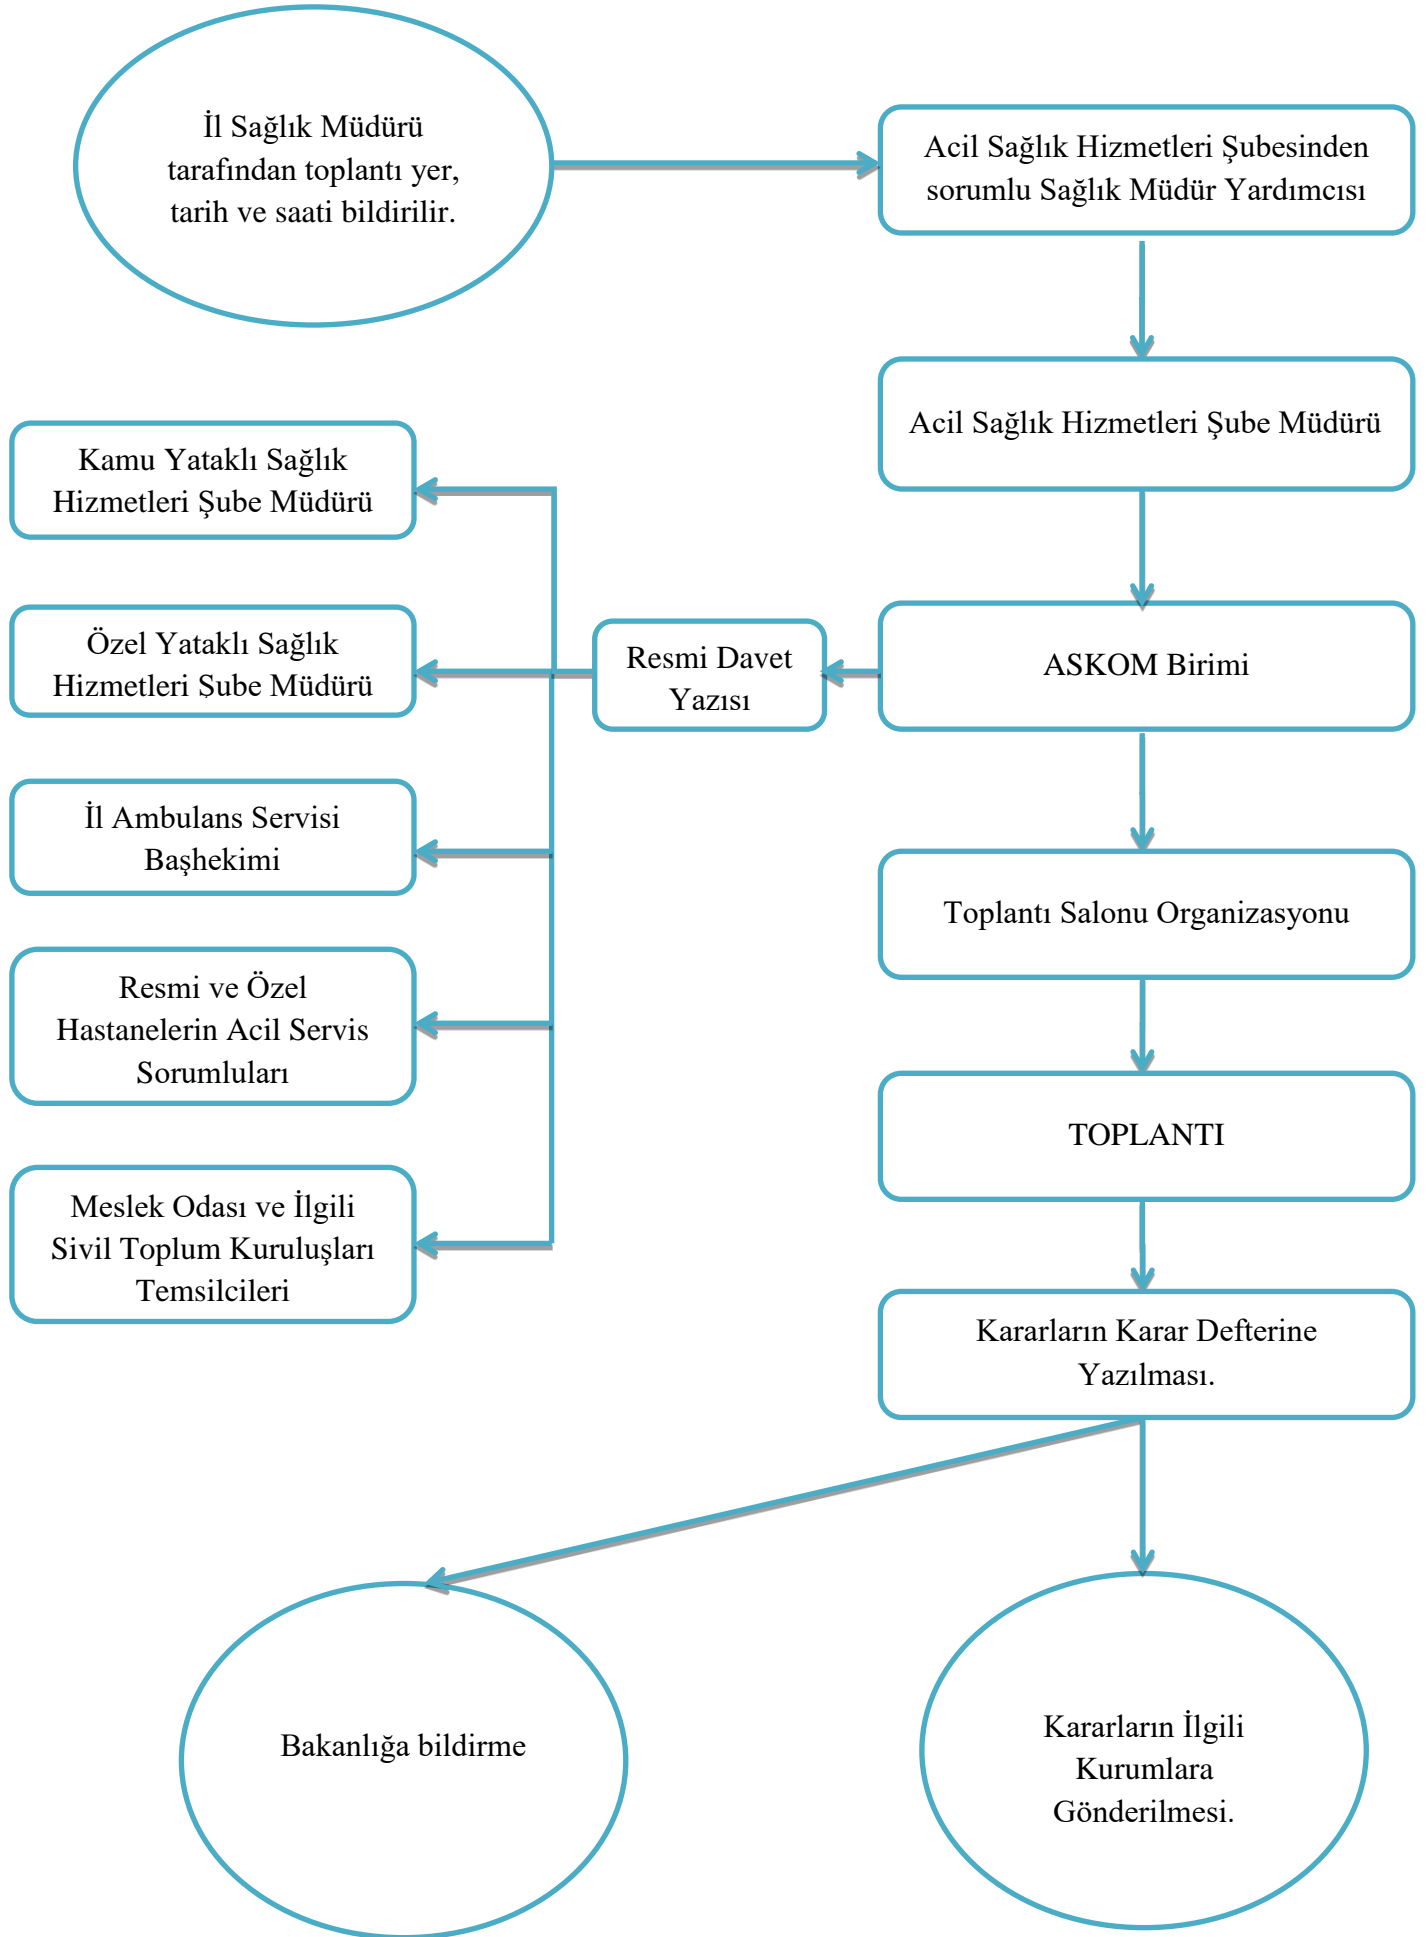 İl Sağlık Müdürü
tarafından toplantı yer,
tarih ve saati bildirilir.
Acil Sağlık Hizmetleri Şubesinden
sorumlu Sağlık Müdür Yardımcısı
Acil Sağlık Hizmetleri Şube Müdürü
Kamu Yataklı Sağlık
Hizmetleri Şube Müdürü
Özel Yataklı Sağlık
Hizmetleri Şube Müdürü
Resmi Davet
Yazısı
ASKOM Birimi
İl Ambulans Servisi
Başhekimi
Toplantı Salonu Organizasyonu
Resmi ve Özel
Hastanelerin Acil Servis
Sorumluları
TOPLANTI
Meslek Odası ve İlgili
Sivil Toplum Kuruluşları
Temsilcileri
Kararların Karar Defterine
Yazılması.
Bakanlığa bildirme
Kararların İlgili
Kurumlara
Gönderilmesi.